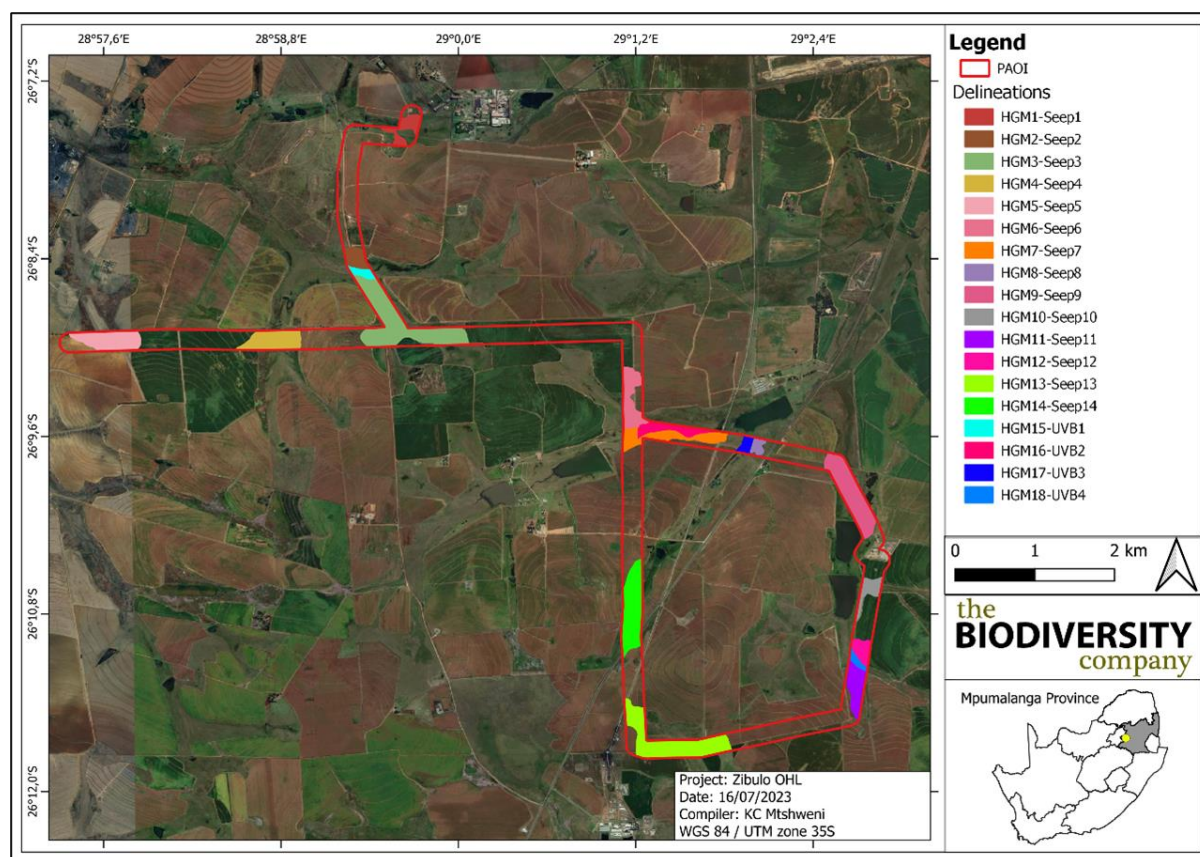 28°57,6'E
28°58,8'E
29°0,0'E
29°1,2'E
29°2,4'E
26°7,2'S
26°8,4'S
26°9,6'S
26°10,8'S
26°12,0'S
Project: Zibulo OHL
Date: 16/07/2023
Compiler: KC Mtshweni
WGS 84 / UTM zone 35S
Legend
PAOI
Delineations
HGM1-Seep1
HGM2-Seep2
HGM3-Seep3
HGM4-Seep4
HGM5-Seep5
HGM6-Seep6
HGM7-Seep7
HGM8-Seep8
HGM9-Seep9
HGM10-Seep10
HGM11-Seep11
HGM12-Seep12
HGM13-Seep13
HGM14-Seep14
HGM15-UVB1
HGM16-UVB2
HGM17-UVB3
HGM18-UVB4
0 1 2 km
the
BIODIVERSITY
company
Mpumalanga Province